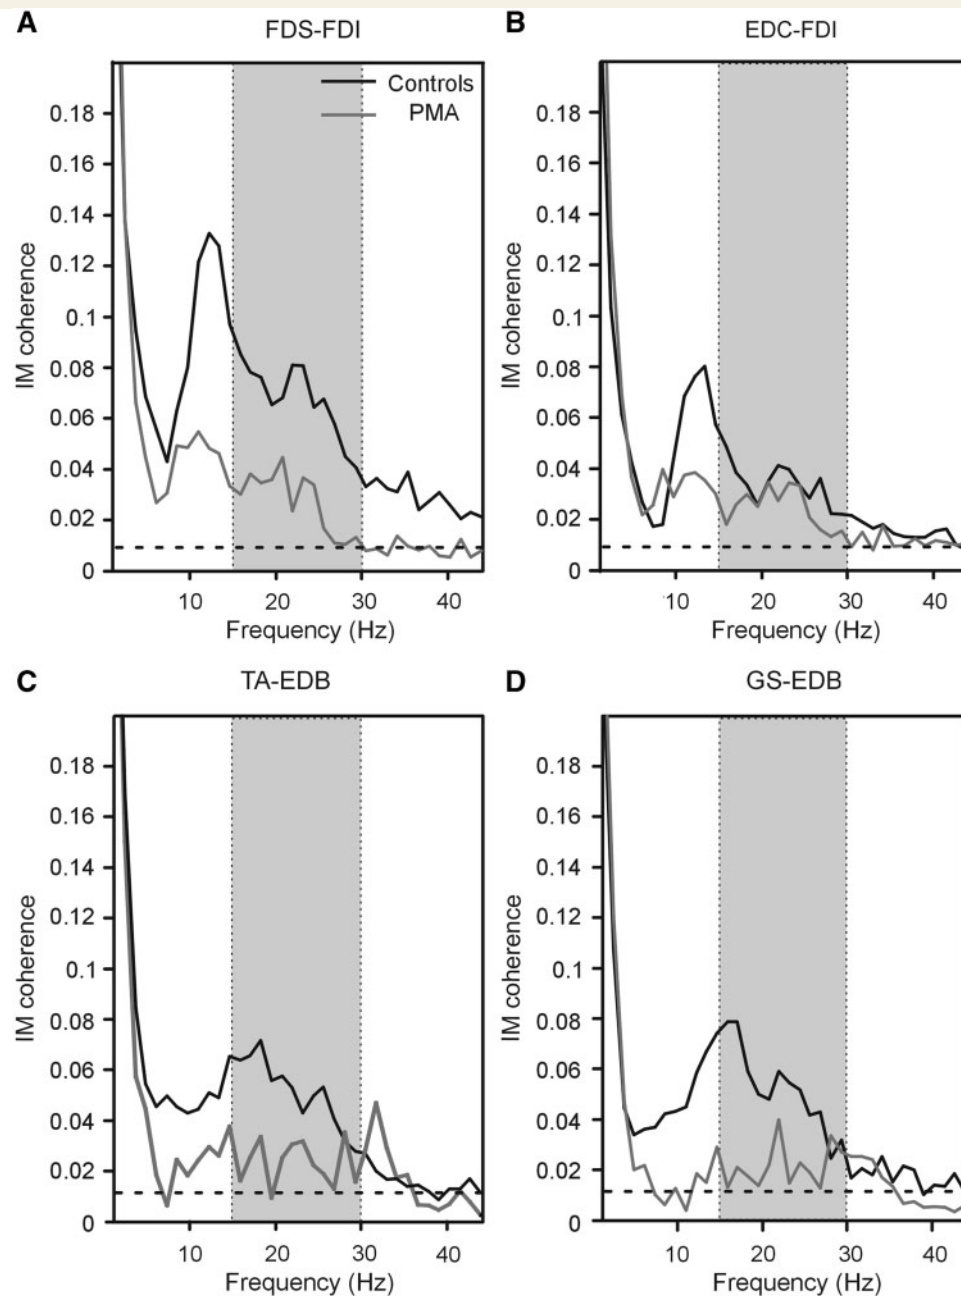 A
FDS-FDI
Controls
PMA
0.18
0.16
0.14
0.12
0.1
0.08
0.06
0.04
0.02
0
IM coherence
10 20 30 40
Frequency (Hz)
B
EDC-FDI
0.18
0.16
0.14
0.12
0.1
0.08
0.06
0.04
0.02
0
IM coherence
10 20 30 40
Frequency (Hz)
C
TA-EDB
0.18
0.16
0.14
0.12
0.1
0.08
0.06
0.04
0.02
0
IM coherence
10 20 30 40
Frequency (Hz)
D
GS-EDB
0.18
0.16
0.14
0.12
0.1
0.08
0.06
0.04
0.02
0
IM coherence
10 20 30 40
Frequency (Hz)